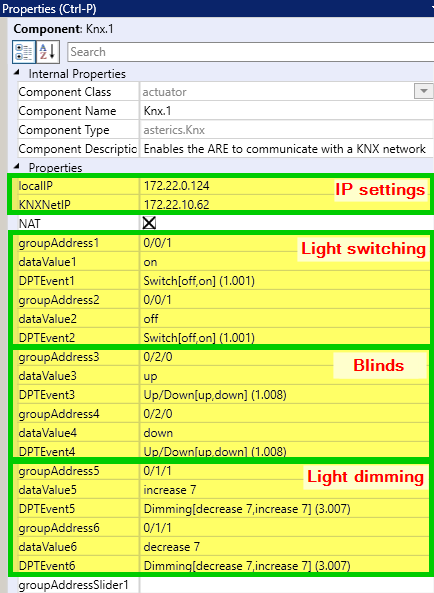 Properties (Ctrl-P)
Component: Knx.1
A Z Search
Internal Properties
Component Class actuator
Component Name Knx.1
Component Type asterics.Knx
Component Descriptio Enables the ARE to communicate with a KNX network
Properties
localIP 172.22.0.124 IP settings
KNXNetIP 172.22.10.62
NAT
groupAddress1 0/0/1 Light switching
dataValue1 on
DPTEvent1 Switch[off,on] (1.001)
groupAddress2 0/0/1
dataValue2 off
DPTEvent2 Switch[off,on] (1.001)
groupAddress3 0/2/0 Blinds
dataValue3 up
DPTEvent3 Up/Down[up,down] (1.008)
groupAddress4 0/2/0
dataValue4 down
DPTEvent4 Up/Down[up,down] (1.008)
groupAddress5 0/1/1 Light dimming
dataValue5 increase 7
DPTEvent5 Dimming[decrease 7,increase 7] (3.007)
groupAddress6 0/1/1
dataValue6 decrease 7
DPTEvent6 Dimming[decrease 7,increase 7] (3.007)
groupAddressSlider1